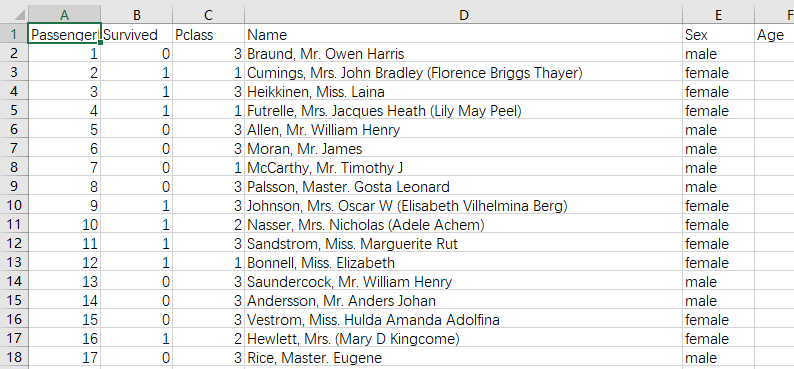 A B C D E F
1 Passenger Survived Pclass Name Sex Age
2 1 0 3 Braund, Mr. Owen Harris male
3 2 1 1 Cumings, Mrs. John Bradley (Florence Briggs Thayer) female
4 3 1 3 Heikkinen, Miss. Laina female
5 4 1 1 Futrelle, Mrs. Jacques Heath (Lily May Peel) female
6 5 0 3 Allen, Mr. William Henry male
7 6 0 3 Moran, Mr. James male
8 7 0 1 McCarthy, Mr. Timothy J male
9 8 0 3 Palsson, Master. Gosta Leonard male
10 9 1 3 Johnson, Mrs. Oscar W (Elisabeth Vilhelmina Berg) female
11 10 1 2 Nasser, Mrs. Nicholas (Adele Achem) female
12 11 1 3 Sandstrom, Miss. Marguerite Rut female
13 12 1 1 Bonnell, Miss. Elizabeth female
14 13 0 3 Saundercock, Mr. William Henry male
15 14 0 3 Andersson, Mr. Anders Johan male
16 15 0 3 Vestrom, Miss. Hulda Amanda Adolfina female
17 16 1 2 Hewlett, Mrs. (Mary D Kingcome) female
18 17 0 3 Rice, Master. Eugene male